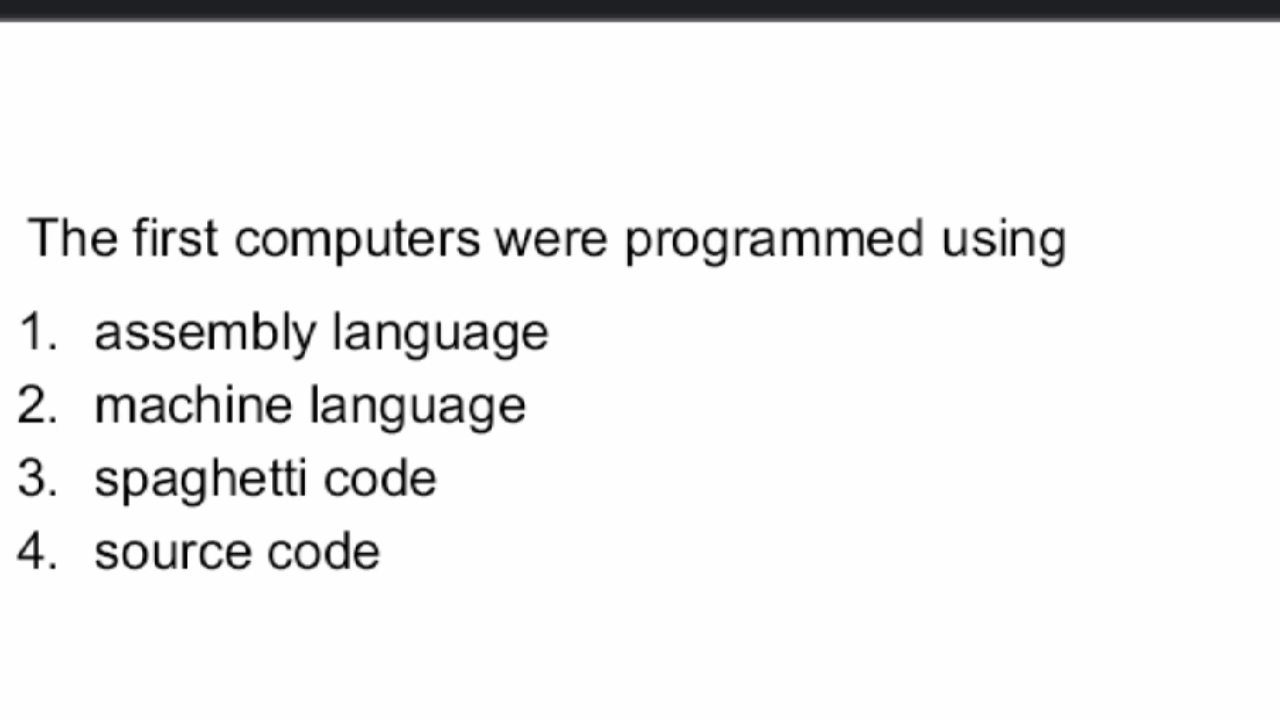 The first computers were programmed using
1. assembly language
2. machine language
3. spaghetti code
4. source code